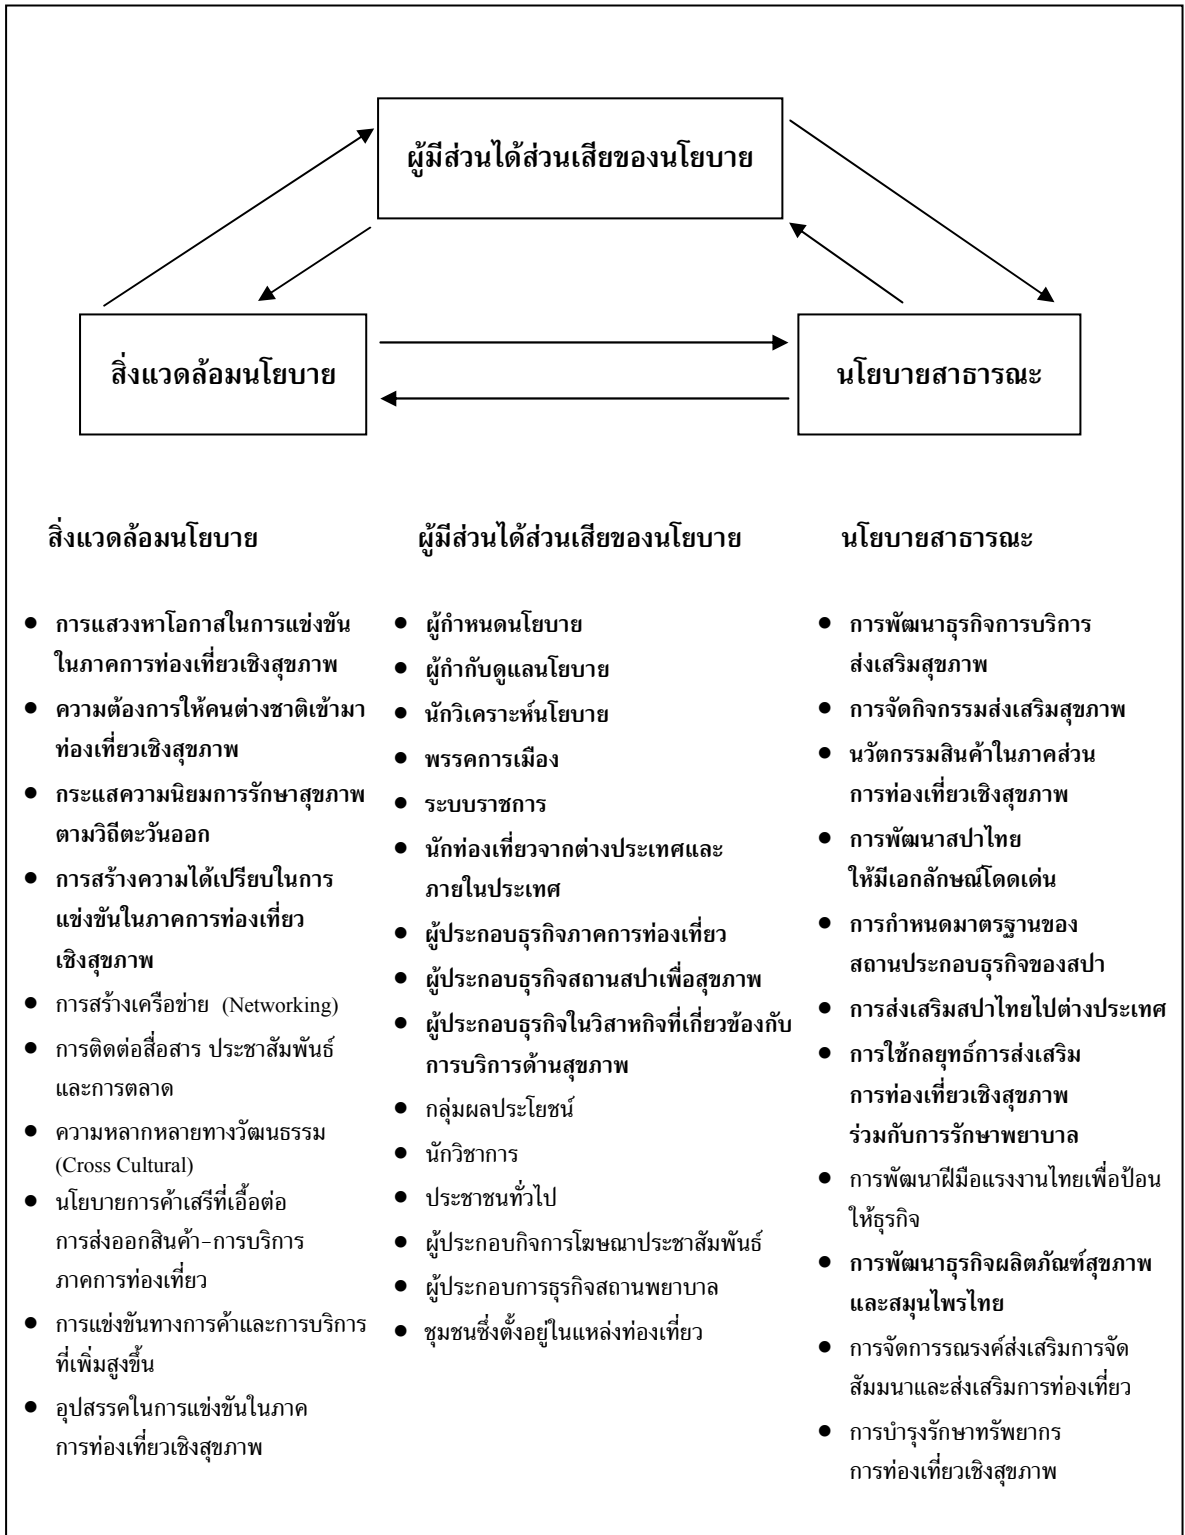 ผู้มีส่วนได้ส่วนเสียของนโยบาย
สิ่งแวดล้อมนโยบาย
นโยบายสาธารณะ
สิ่งแวดล้อมนโยบาย
● การแสวงหาโอกาสในการแข่งขัน
ในภาคการท่องเที่ยวเชิงสุขภาพ
● ความต้องการให้คนต่างชาติเข้ามา
ท่องเที่ยวเชิงสุขภาพ
● กระแสความนิยมการรักษาสุขภาพ
ตามวิถีตะวันออก
● การสร้างความได้เปรียบในการ
แข่งขันในภาคการท่องเที่ยว
เชิงสุขภาพ
● การสร้างเครือข่าย (Networking)
● การติดต่อสื่อสาร ประชาสัมพันธ์
และการตลาด
● ความหลากหลายทางวัฒนธรรม
(Cross Cultural)
● นโยบายการค้าเสรีที่เอื้อต่อ
การส่งออกสินค้า-การบริการ
ภาคการท่องเที่ยว
● การแข่งขันทางการค้าและการบริการ
ที่เพิ่มสูงขึ้น
● อุปสรรคในการแข่งขันในภาค
การท่องเที่ยวเชิงสุขภาพ
ผู้มีส่วนได้ส่วนเสียของนโยบาย
● ผู้กำหนดนโยบาย
● ผู้กำกับดูแลนโยบาย
● นักวิเคราะห์นโยบาย
● พรรคการเมือง
● ระบบราชการ
● นักท่องเที่ยวจากต่างประเทศและ
ภายในประเทศ
● ผู้ประกอบธุรกิจภาคการท่องเที่ยว
● ผู้ประกอบธุรกิจสถานสปาเพื่อสุขภาพ
● ผู้ประกอบธุรกิจในวิสาหกิจที่เกี่ยวข้องกับ
การบริการด้านสุขภาพ
● กลุ่มผลประโยชน์
● นักวิชาการ
● ประชาชนทั่วไป
● ผู้ประกอบกิจการโฆษณาประชาสัมพันธ์
● ผู้ประกอบการธุรกิจสถานพยาบาล
● ชุมชนซึ่งตั้งอยู่ในแหล่งท่องเที่ยว
นโยบายสาธารณะ
● การพัฒนาธุรกิจการบริการ
ส่งเสริมสุขภาพ
● การจัดกิจกรรมส่งเสริมสุขภาพ
● นวัตกรรมสินค้าในภาคส่วน
การท่องเที่ยวเชิงสุขภาพ
● การพัฒนาสปาไทย
ให้มีเอกลักษณ์โดดเด่น
● การกำหนดมาตรฐานของ
สถานประกอบธุรกิจของสปา
● การส่งเสริมสปาไทยไปต่างประเทศ
● การใช้กลยุทธ์การส่งเสริม
การท่องเที่ยวเชิงสุขภาพ
ร่วมกับการรักษาพยาบาล
● การพัฒนาฝีมือแรงงานไทยเพื่อป้อน
ให้ธุรกิจ
● การพัฒนาธุรกิจผลิตภัณฑ์สุขภาพ
และสมุนไพรไทย
● การจัดการรณรงค์ส่งเสริมการจัด
สัมมนาและส่งเสริมการท่องเที่ยว
● การบำรุงรักษาทรัพยากร
การท่องเที่ยวเชิงสุขภาพ